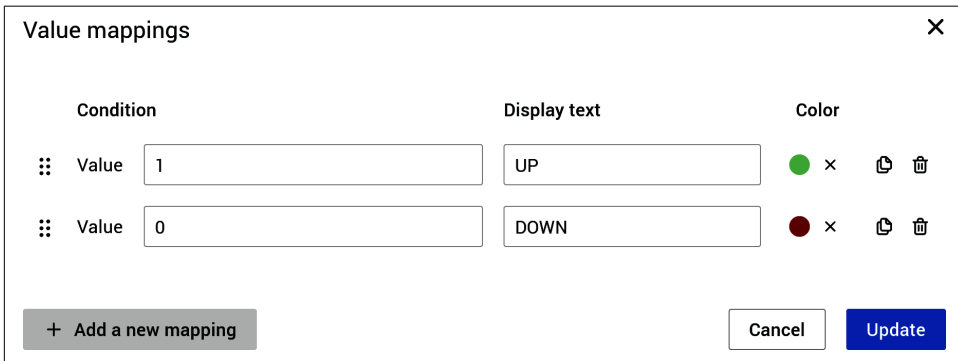 Value mappings
Condition Display text Color
Value 1 UP
Value 0 DOWN
+ Add a new mapping Cancel Update